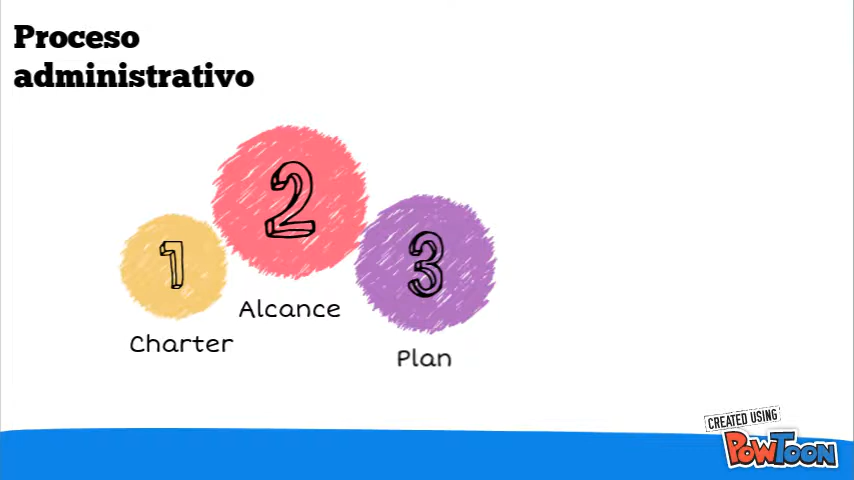 Proceso
administrativo
1
2
3
Charter
Alcance
Plan
CREATED USING
POWTOON